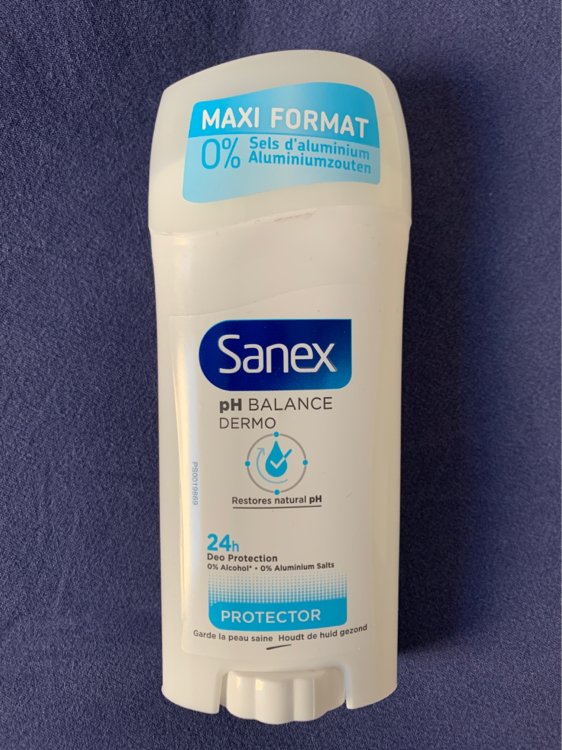 MAXI FORMAT
0% Sels d'aluminium
Aluminiumzouten
Sanex
pH BALANCE
DERMO
Restores natural pH
PS0019869
24h
Deo Protection
0% Alcohol* • 0% Aluminium Salts
PROTECTOR
Garde la peau saine Houdt de huid gezond